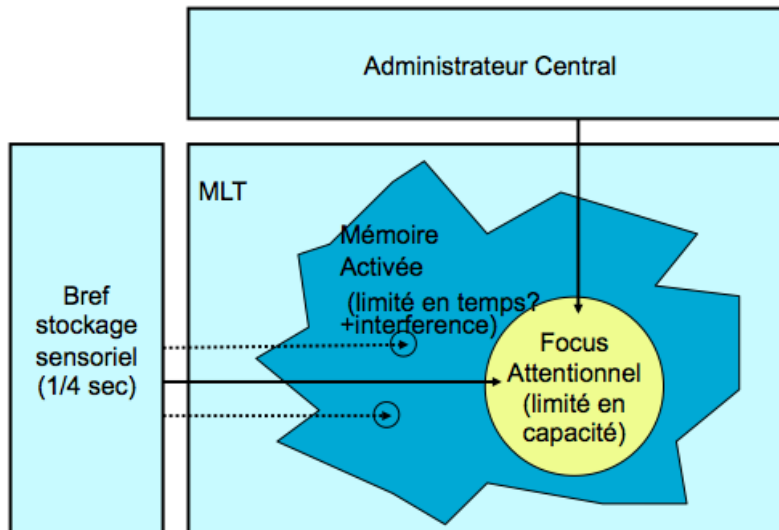 Administrateur Central
MLT
Mémoire
Activée
(limité en temps?
+interference)
Bref
stockage
sensoriel
(1/4 sec)
Focus
Attentionnel
(limité en
capacité)